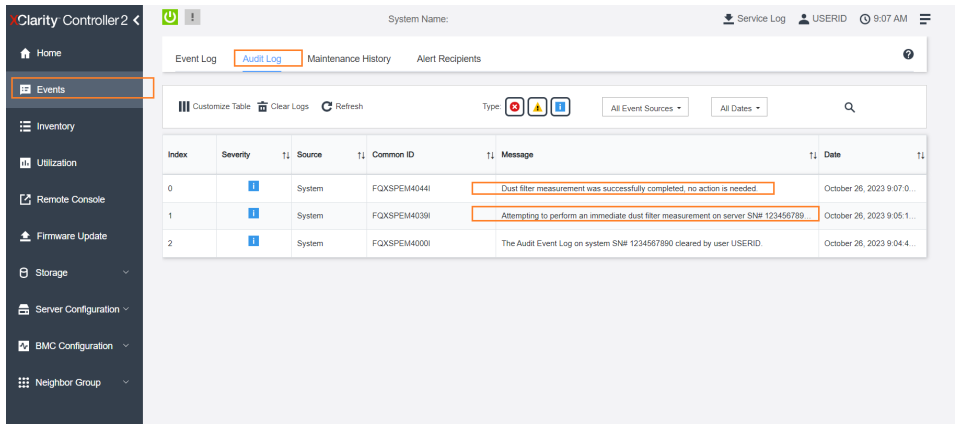 XClarity Controller 2
System Name:
Service Log USERID 9:07 AM
Home
Event Log Audit Log Maintenance History Alert Recipients
Events
Customize Table Clear Logs Refresh Type: All Event Sources All Dates
Inventory
Index Severity Source Common ID Message Date
Utilization
0 System FQXSPEM4044I Dust filter measurement was successfully completed, no action is needed. October 26, 2023 9:07:0...
Remote Console
1 System FQXSPEM4039I Attempting to perform an immediate dust filter measurement on server SN# 123456789... October 26, 2023 9:05:1...
Firmware Update
2 System FQXSPEM4000I The Audit Event Log on system SN# 1234567890 cleared by user USERID. October 26, 2023 9:04:4...
Storage
Server Configuration
BMC Configuration
Neighbor Group